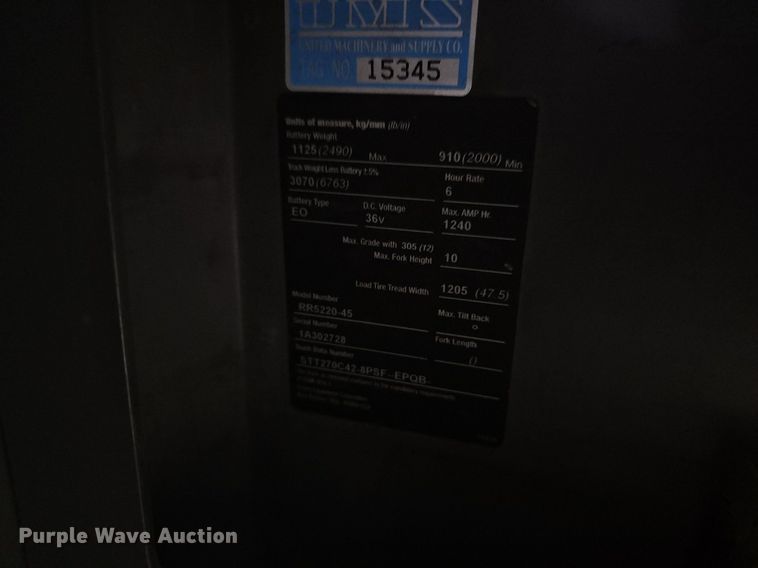 UMS
UNITED MACHINERY and SUPPLY CO.
TAG NO. 15345
Units of measure, kg/mm (lb/in)
Battery Weight
1125 (2490) Max 910 (2000) Min
Truck Weight Less Battery ±5% Hour Rate
3070 (6763) 6
Battery Type D.C. Voltage Max. AMP Hr.
EO 36v 1240
Max. Grade with 305 (12)
Max. Fork Height 10 %
Load Tire Tread Width 1205 (47.5)
Model Number Max. Tilt Back
RR5220-45 °
Serial Number Fork Length
1A302728 ()
Truck Data Number
STT270C42-8PSF--EPQB-
Purple Wave Auction